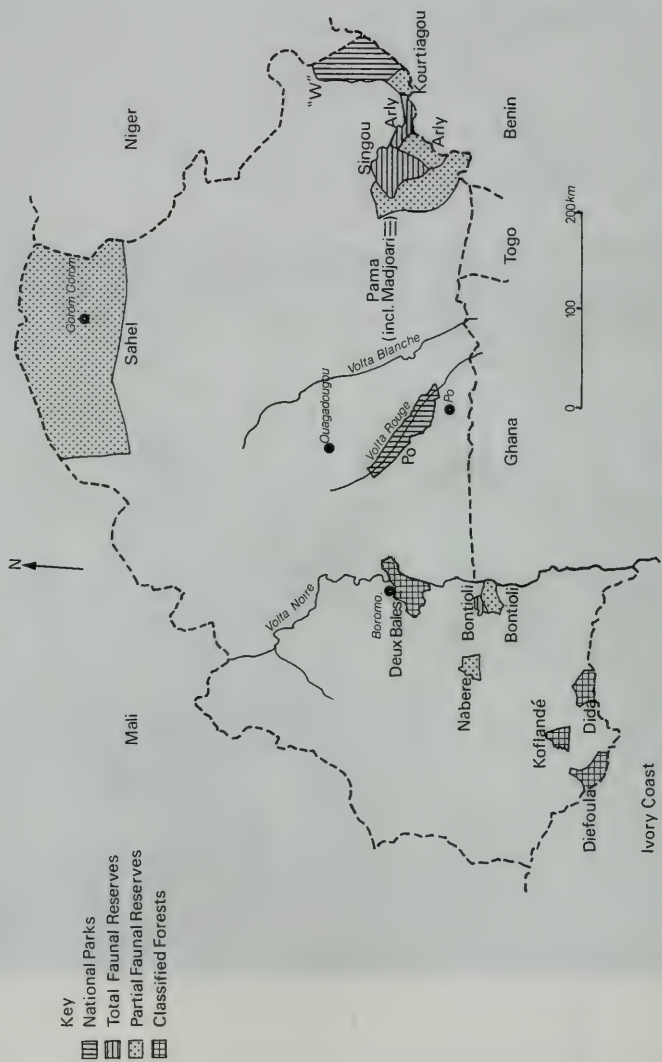 Key
National Parks
Total Faunal Reserves
Partial Faunal Reserves
Classified Forests
N
Mali
Niger
Gorom Gorom
Sahel
"W"
Kourtiagou
Arly
Singou
Arly
Benin
Pama
(incl. Madjoari)
Togo
Volta Blanche
Ouagadougou
Volta Rouge
Po
Po
Ghana
Volta Noire
Boromo
Deux Bales
Bontioli
Bontioli
Nabere
Koflandé
Dida
Diefoula
Ivory Coast
0
100
200km